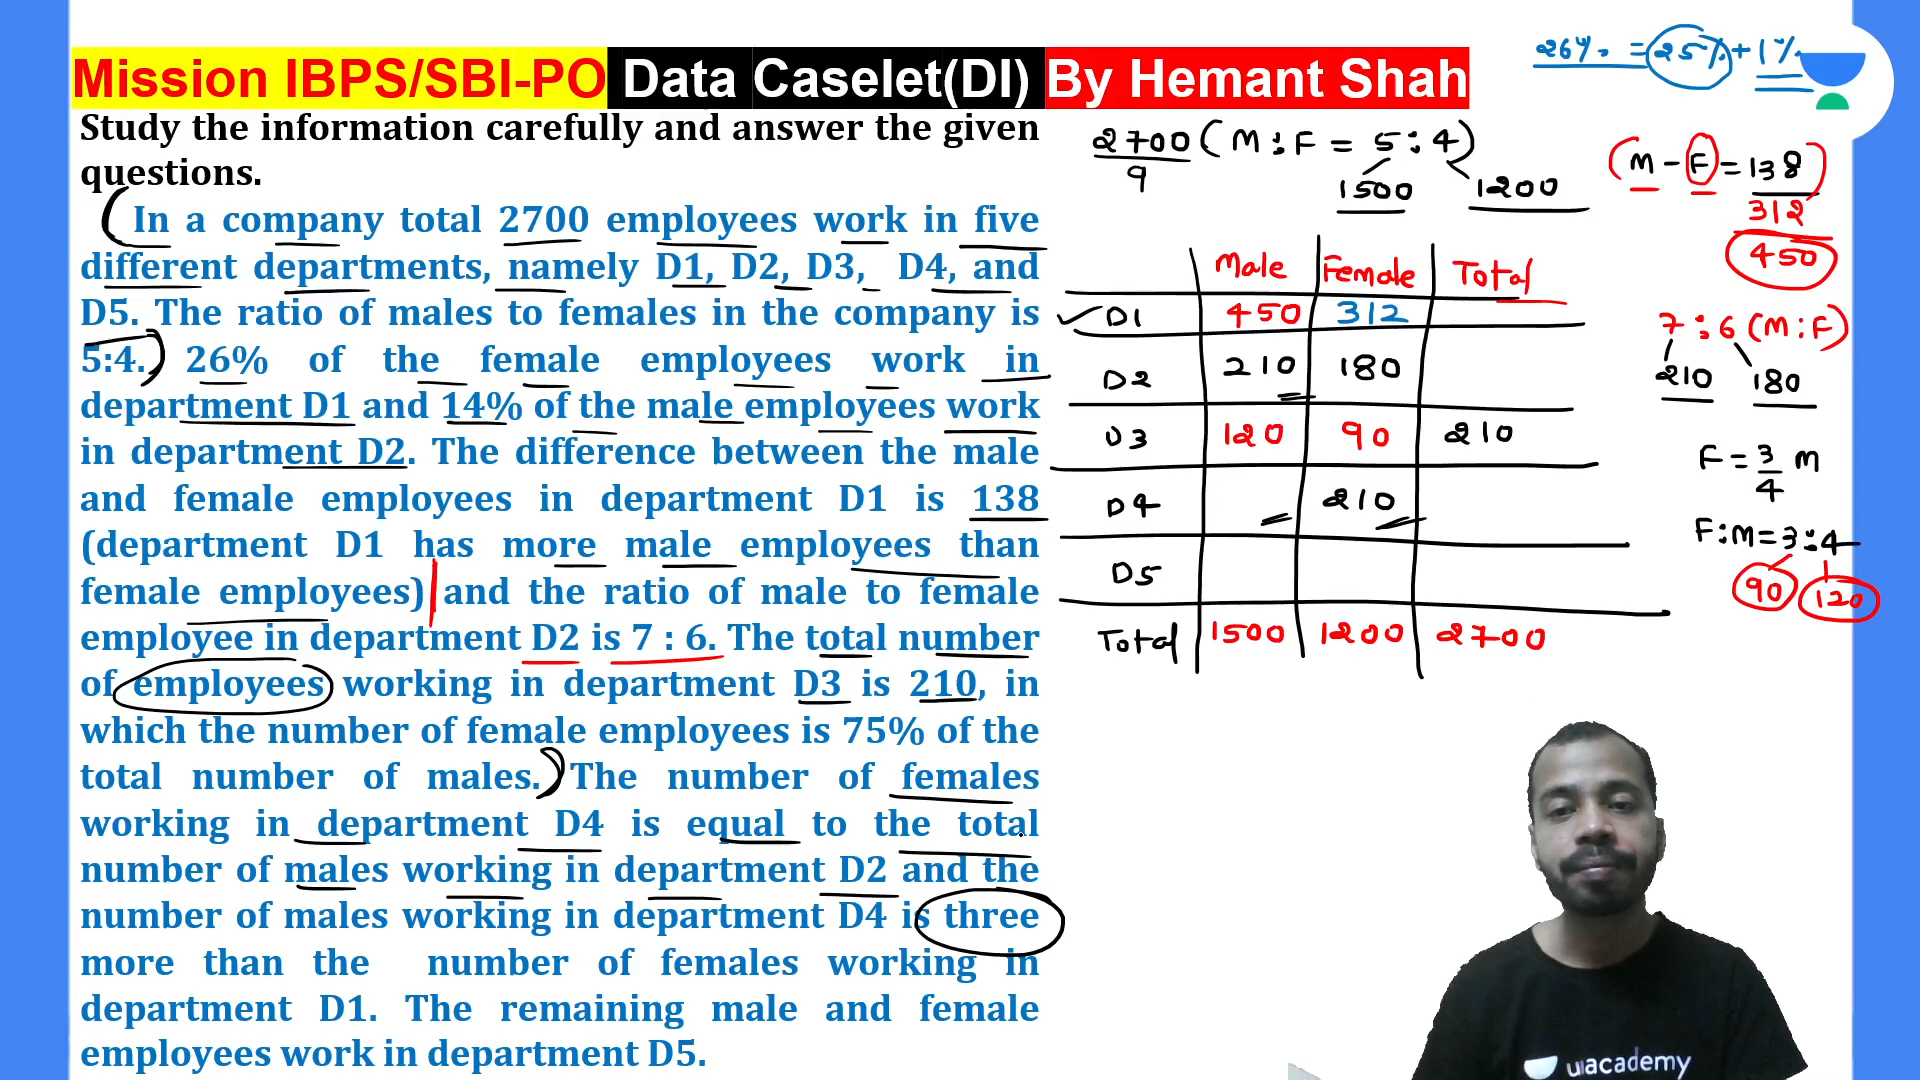 Mission IBPS/SBI-PO Data Caselet(DI) By Hemant Shah
26% = 25% + 1%
Study the information carefully and answer the given
questions.
In a company total 2700 employees work in five
different departments, namely D1, D2, D3, D4, and
D5. The ratio of males to females in the company is
5:4. 26% of the female employees work in
department D1 and 14% of the male employees work
in department D2. The difference between the male
and female employees in department D1 is 138
(department D1 has more male employees than
female employees) and the ratio of male to female
employee in department D2 is 7 : 6. The total number
of employees working in department D3 is 210, in
which the number of female employees is 75% of the
total number of males. The number of females
working in department D4 is equal to the total
number of males working in department D2 and the
number of males working in department D4 is three
more than the number of females working in
department D1. The remaining male and female
employees work in department D5.
2700 (M:F = 5:4)
9
1500 1200
Male Female Total
D1 450 312
D2 210 180
D3 120 90 210
D4 210
D5
Total 1500 1200 2700
(M - F = 138)
312
450
7 : 6 (M:F)
210 180
F = 3/4 M
F:M = 3:4
90 120
unacademy